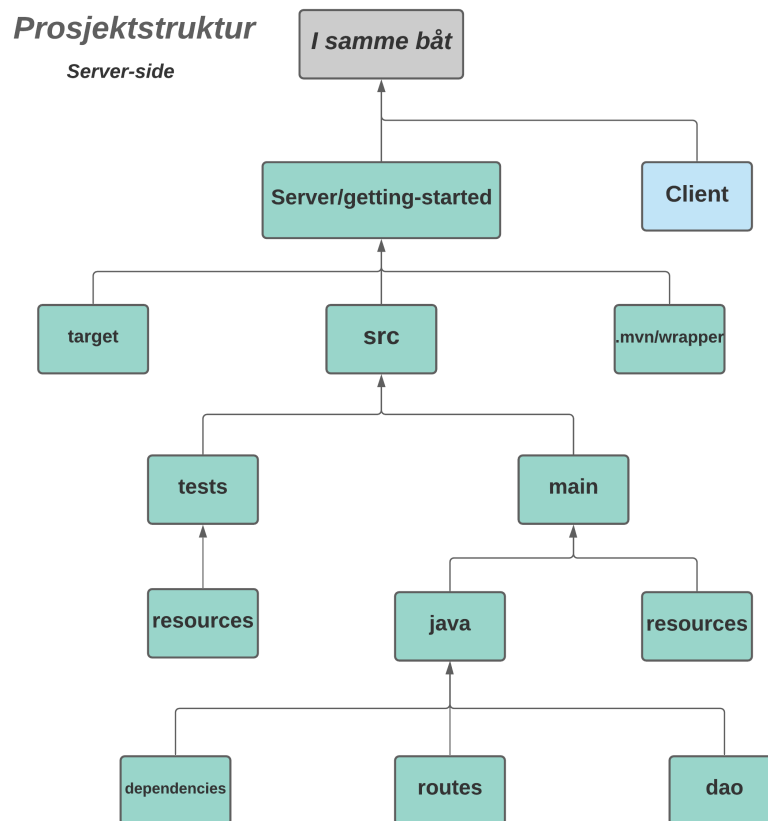 Prosjektstruktur
Server-side
I samme båt
Server/getting-started
Client
target
src
.mvn/wrapper
tests
main
resources
java
resources
dependencies
routes
dao